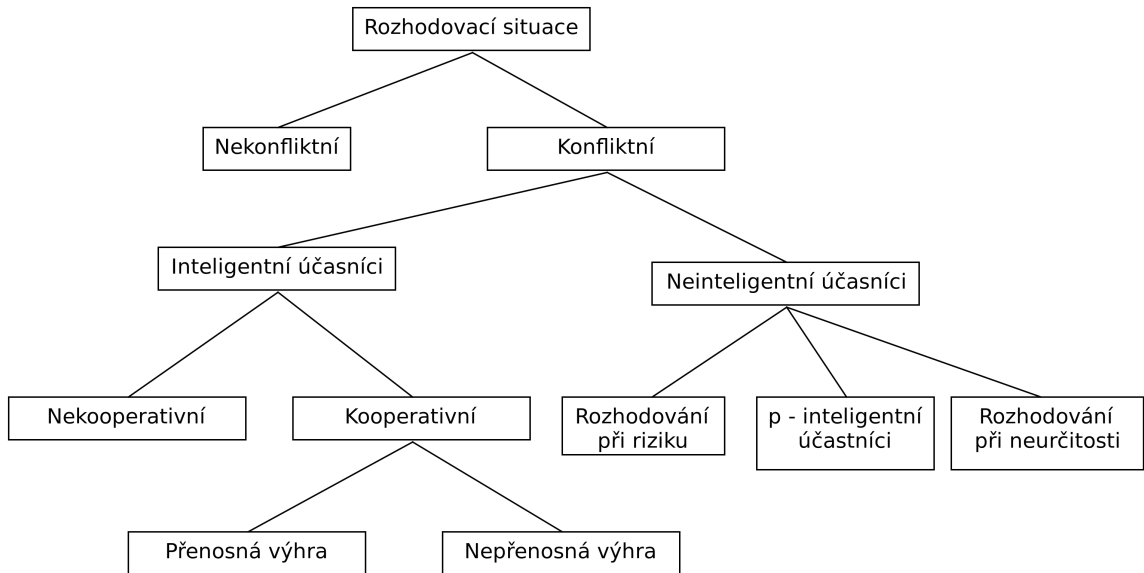 Rozhodovací situace
Nekonfliktní
Konfliktní
Inteligentní účasníci
Neinteligentní účasníci
Nekooperativní
Kooperativní
Rozhodování
při riziku
p - inteligentní
účastníci
Rozhodování
při neurčitosti
Přenosná výhra
Nepřenosná výhra